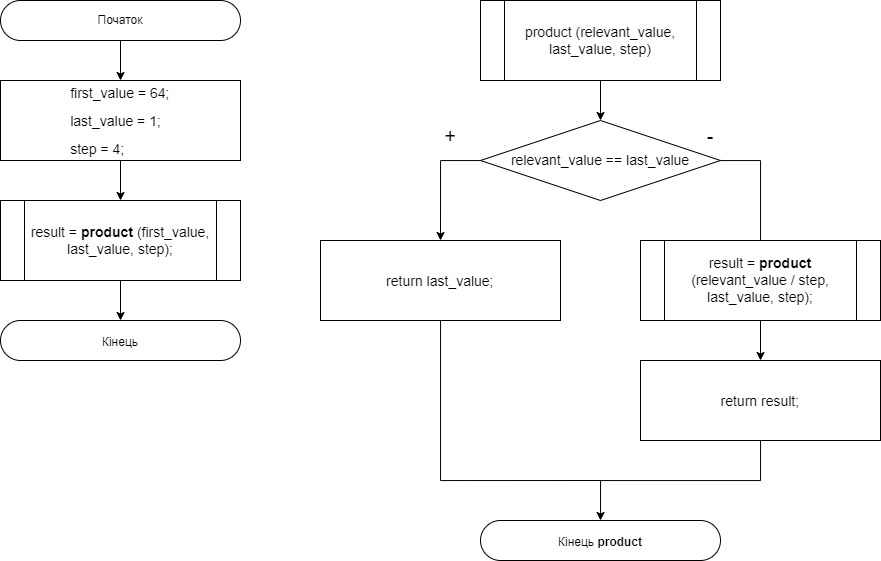 Початок
first_value = 64;
last_value = 1;
step = 4;
result = product (first_value,
last_value, step);
Кінець
product (relevant_value,
last_value, step)
+
-
relevant_value == last_value
return last_value;
result = product
(relevant_value / step,
last_value, step);
return result;
Кінець product